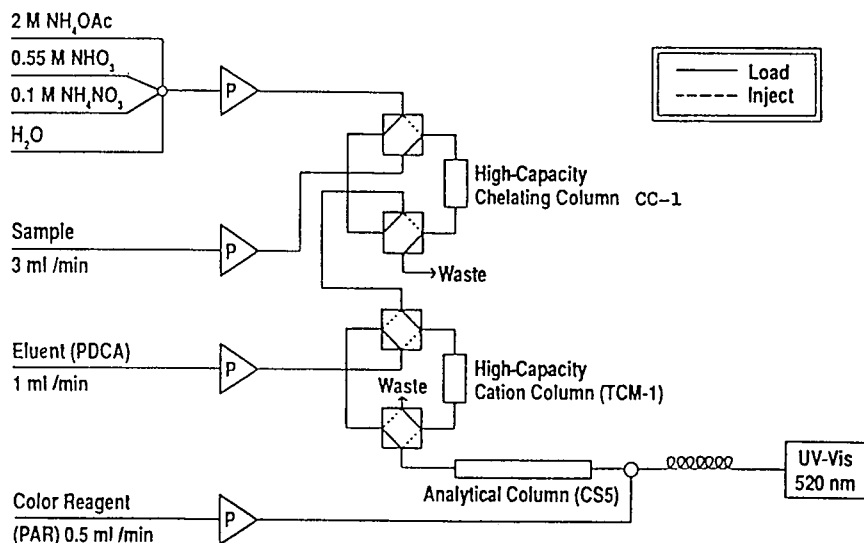 2 M NH₄OAc
0.55 M NHO₃
0.1 M NH₄NO₃
H₂O
P
Load
Inject
High-Capacity
Chelating Column CC-1
Sample
3 ml /min
P
Waste
Eluent (PDCA)
1 ml /min
P
Waste
High-Capacity
Cation Column (TCM-1)
Analytical Column (CS5)
UV-Vis
520 nm
Color Reagent
(PAR) 0.5 ml /min
P